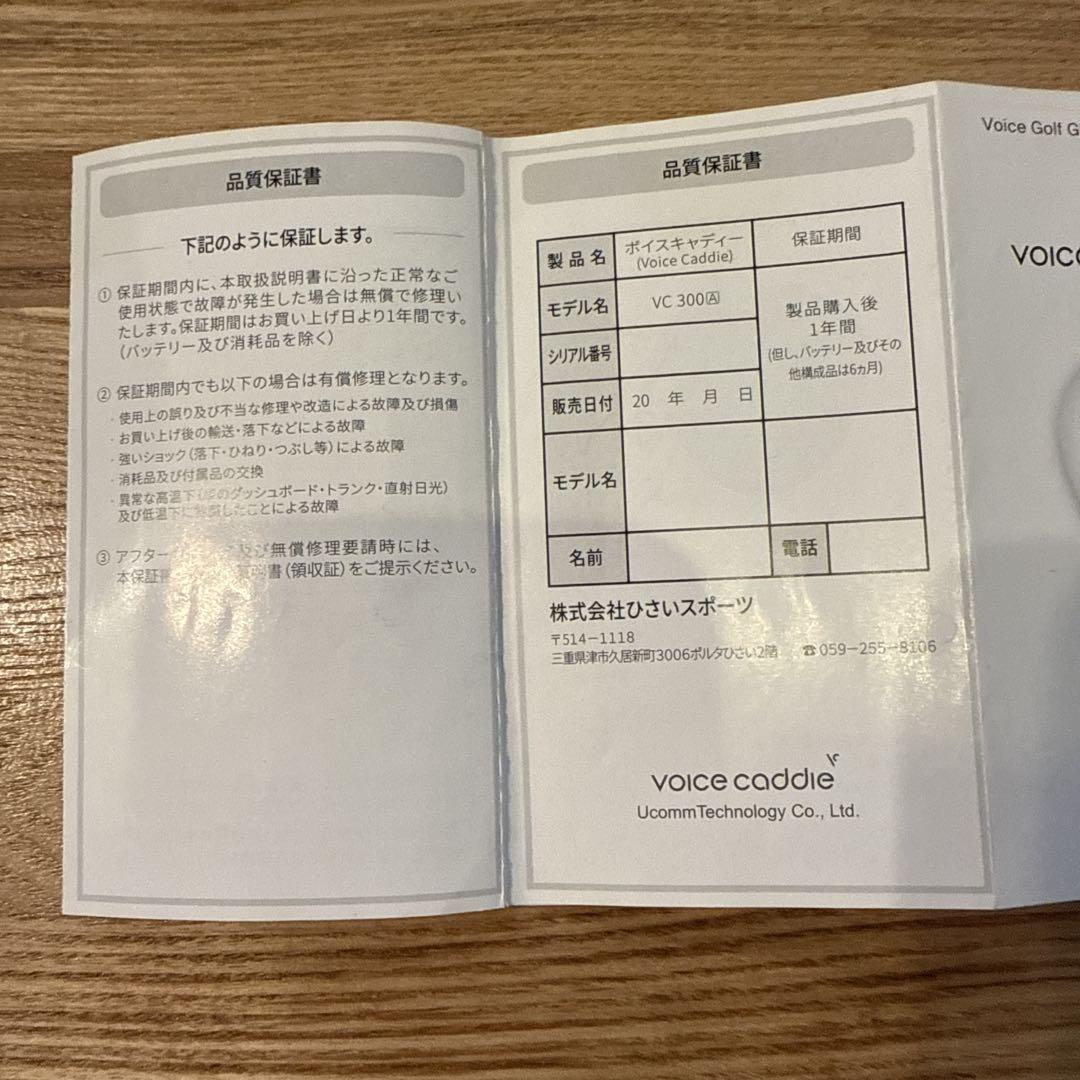 品質保証書
下記のように保証します。
① 保証期間内に、本取扱説明書に沿った正常なご
使用状態で故障が発生した場合は無償で修理い
たします。保証期間はお買い上げ日より1年間です。
(バッテリー及び消耗品を除く)
② 保証期間内でも以下の場合は有償修理となります。
・使用上の誤り及び不当な修理や改造による故障及び損傷
・お買い上げ後の輸送・落下などによる故障
・強いショック(落下・ひねり・つぶし等)による故障
・消耗品及び付属品の交換
・異常な高温下 のダッシュボード・トランク・直射日光)
及び低温下に したことによる故障
③ アフター 及び無償修理要請時には、
本保証書 明書(領収証)をご提示ください。
品質保証書
製品名 ボイスキャディー (Voice Caddie) 保証期間
モデル名 VC 300A
製品購入後
1年間
(但し、バッテリー及びその
他構成品は6ヵ月)
シリアル番号
販売日付 20 年 月 日
モデル名
名前 電話
株式会社ひさいスポーツ
〒514-1118
三重県津市久居新町3006ポルタひさい2階 ☎059-255-8106
voice caddie
UcommTechnology Co., Ltd.
Voice Golf G
voic